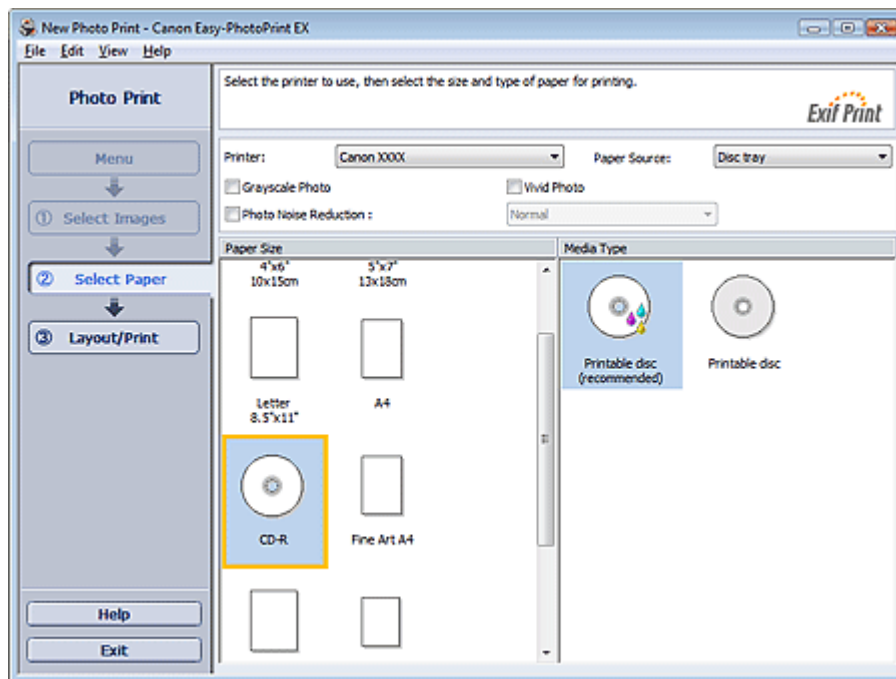 New Photo Print - Canon Easy-PhotoPrint EX
File Edit View Help
Photo Print
Select the printer to use, then select the size and type of paper for printing.
Exif Print
Menu
① Select Images
② Select Paper
③ Layout/Print
Help
Exit
Printer: Canon XXXX Paper Source: Disc tray
Grayscale Photo Vivid Photo
Photo Noise Reduction : Normal
Paper Size
4"x6" 5"x7"
10x15cm 13x18cm
Letter A4
8.5"x11"
CD-R Fine Art A4
Media Type
Printable disc Printable disc
(recommended)